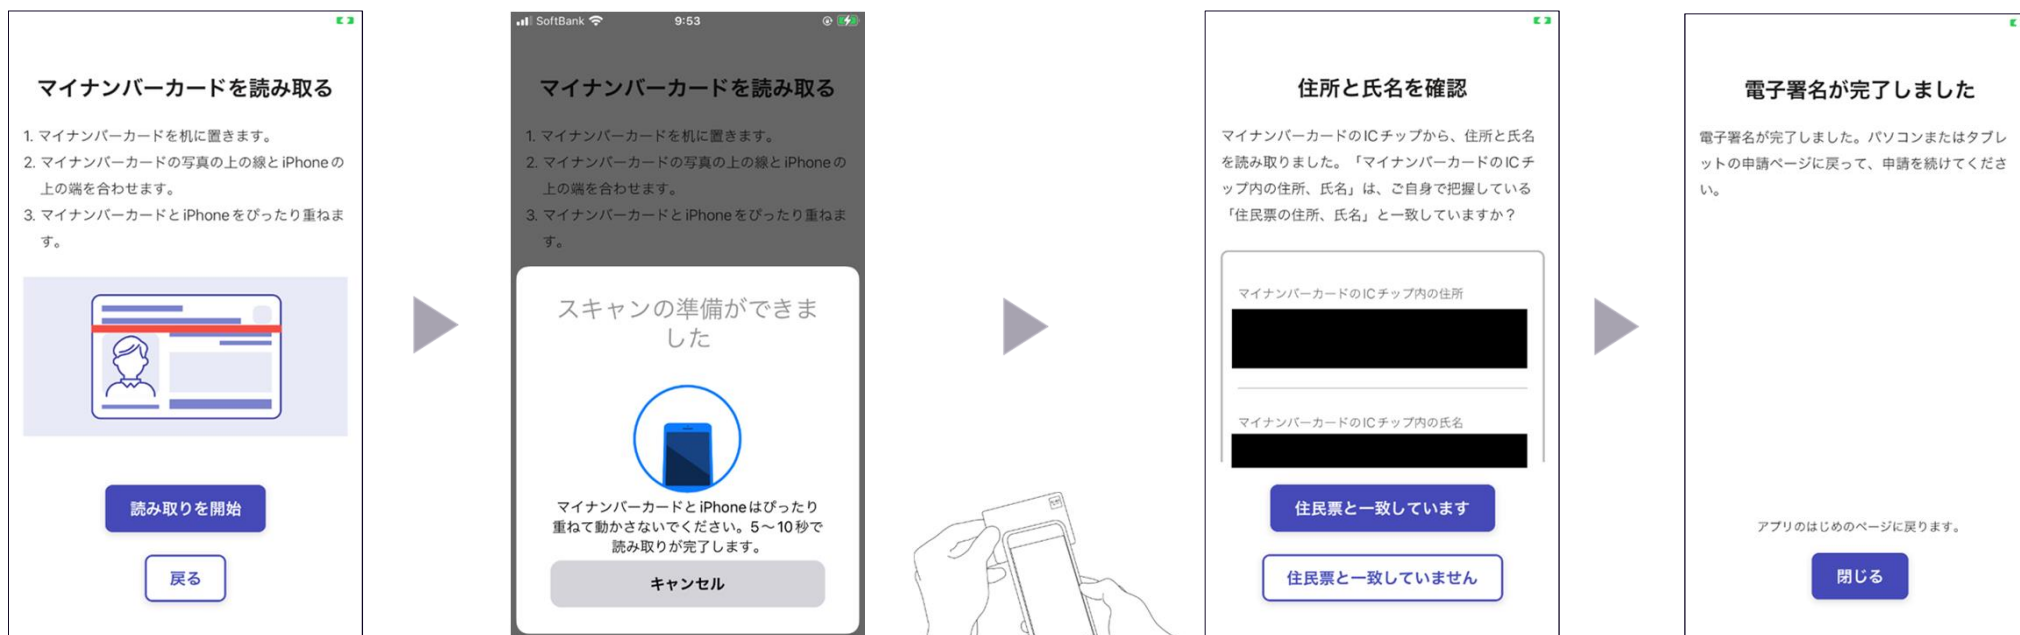 マイナンバーカードを読み取る
1. マイナンバーカードを机に置きます。
2. マイナンバーカードの写真の上の線とiPhoneの
上の端を合わせます。
3. マイナンバーカードとiPhoneをぴったり重ねま
す。
読み取りを開始
戻る
SoftBank 9:53
マイナンバーカードを読み取る
1. マイナンバーカードを机に置きます。
2. マイナンバーカードの写真の上の線とiPhoneの
上の端を合わせます。
3. マイナンバーカードとiPhoneをぴったり重ねま
す。
スキャンの準備ができま
した
マイナンバーカードとiPhoneはぴったり
重ねて動かさないでください。5〜10秒で
読み取りが完了します。
キャンセル
住所と氏名を確認
マイナンバーカードのICチップから、住所と氏名
を読み取りました。「マイナンバーカードのICチ
ップ内の住所、氏名」は、ご自身で把握している
「住民票の住所、氏名」と一致していますか？
マイナンバーカードのICチップ内の住所
マイナンバーカードのICチップ内の氏名
住民票と一致しています
住民票と一致していません
電子署名が完了しました
電子署名が完了しました。パソコンまたはタブレ
ットの申請ページに戻って、申請を続けてくださ
い。
アプリのはじめのページに戻ります。
閉じる